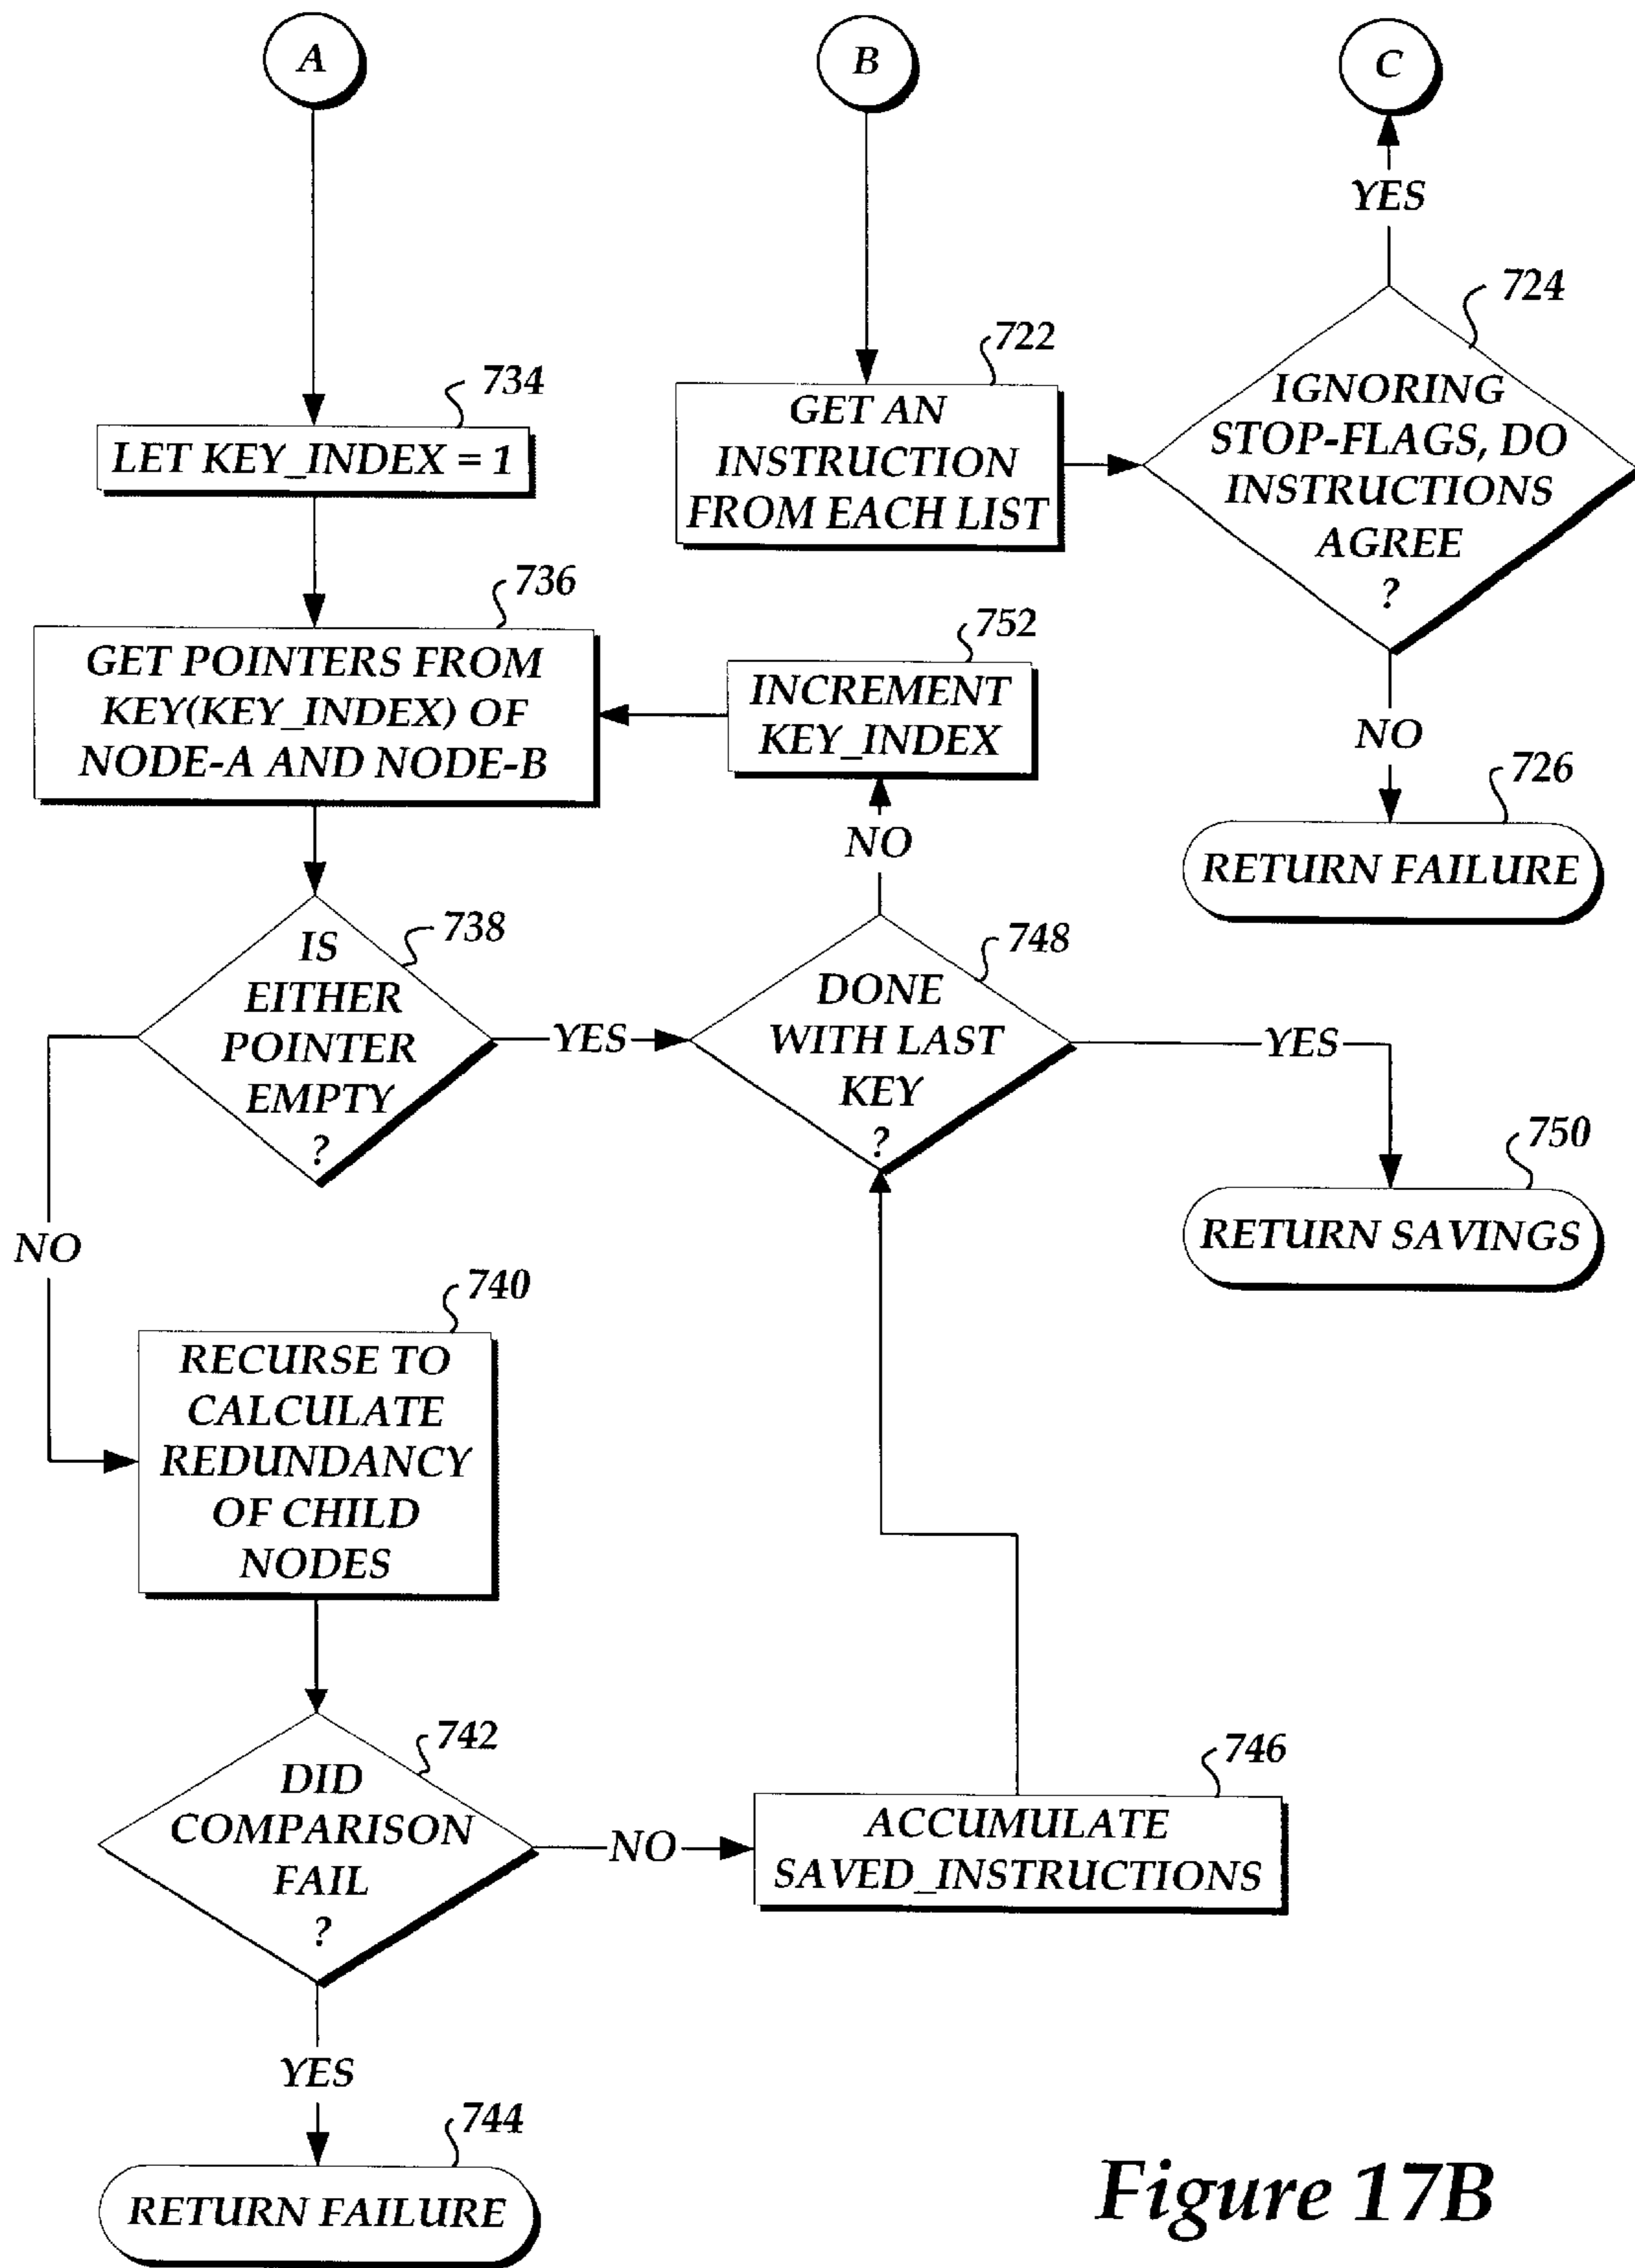 A
B
C
YES
724
722
734
IGNORING
STOP-FLAGS, DO
INSTRUCTIONS
AGREE
?
GET AN
INSTRUCTION
FROM EACH LIST
LET KEY_INDEX = 1
736
752
GET POINTERS FROM
KEY(KEY_INDEX) OF
NODE-A AND NODE-B
INCREMENT
KEY_INDEX
NO
726
NO
RETURN FAILURE
738
748
IS
EITHER
POINTER
EMPTY
?
YES
DONE
WITH LAST
KEY
?
YES
750
RETURN SAVINGS
NO
740
RECURSE TO
CALCULATE
REDUNDANCY
OF CHILD
NODES
742
746
DID
COMPARISON
FAIL
?
NO
ACCUMULATE
SAVED_INSTRUCTIONS
YES
744
RETURN FAILURE
Figure 17B